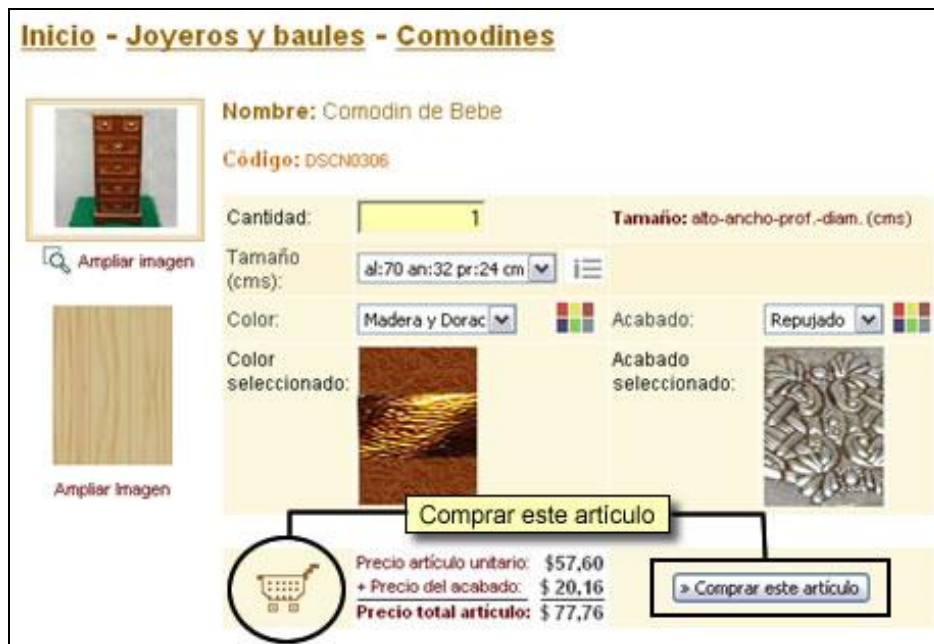 Inicio - Joyeros y baules - Comodines
Nombre: Comodin de Bebe
Código: DSCN0306
Cantidad: 1 Tamaño: alto-ancho-prof.-diam. (cms)
Ampliar imagen
Tamaño (cms): al:70 an:32 pr:24 cm
Color: Madera y Dorac Acabado: Repujado
Color seleccionado: Acabado seleccionado:
Ampliar Imagen
Comprar este artículo
Precio artículo unitario: $57,60
+ Precio del acabado: $ 20,16
Precio total artículo: $ 77,76
» Comprar este artículo